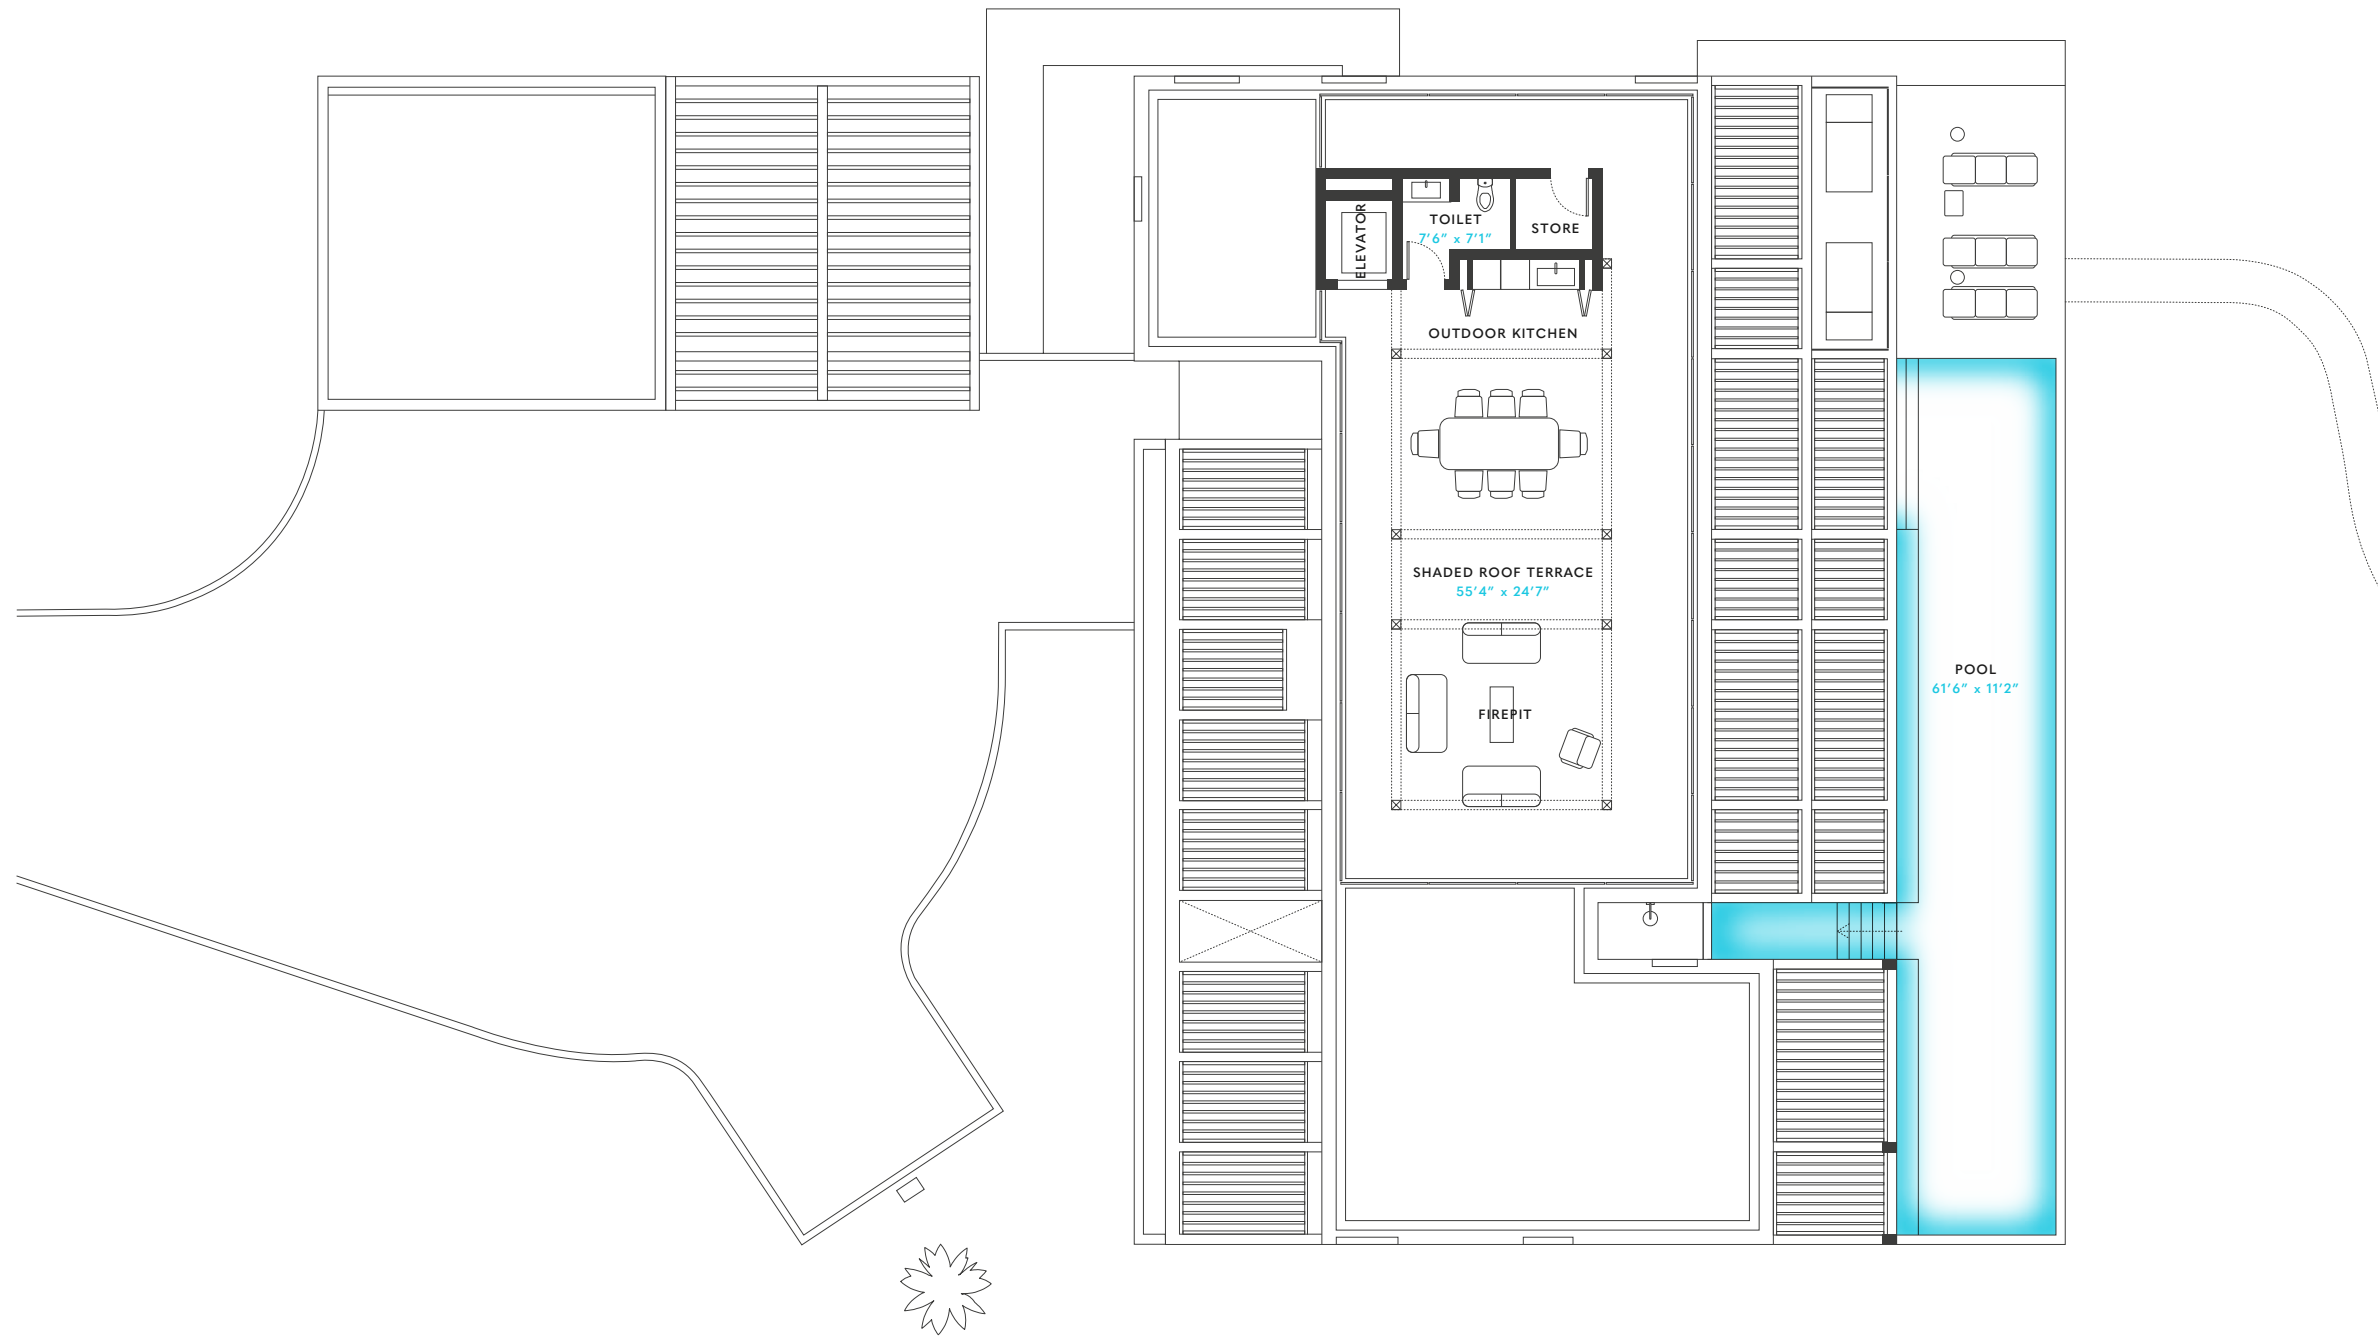 ELEVATOR
TOILET
7’6” x 7’1”
STORE
OUTDOOR KITCHEN
SHADED ROOF TERRACE
55’4” x 24’7”
FIREPIT
POOL
61’6” x 11’2”